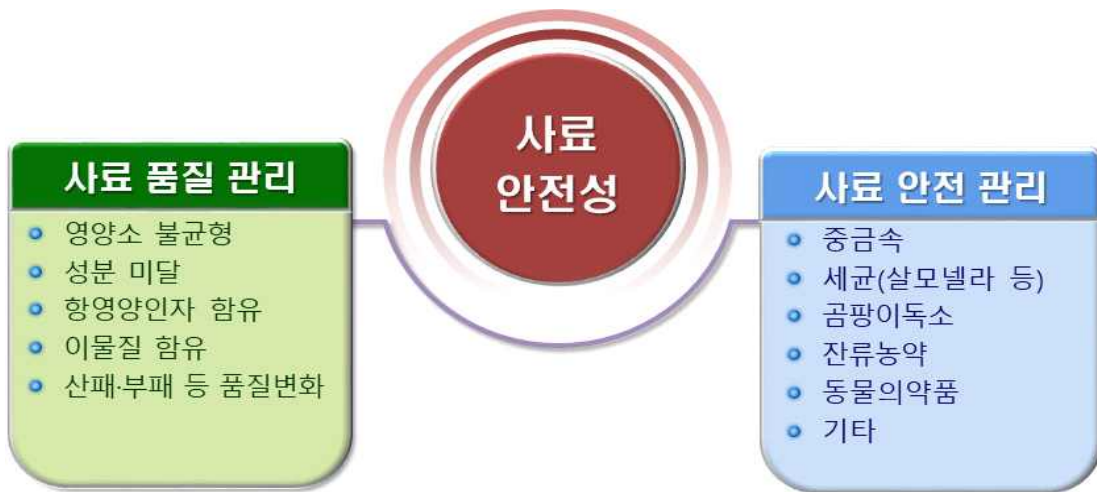 사료
안전성
사료 품질 관리
영양소 불균형
성분 미달
항영양인자 함유
이물질 함유
산패·부패 등 품질변화
사료 안전 관리
중금속
세균(살모넬라 등)
곰팡이독소
잔류농약
동물의약품
기타